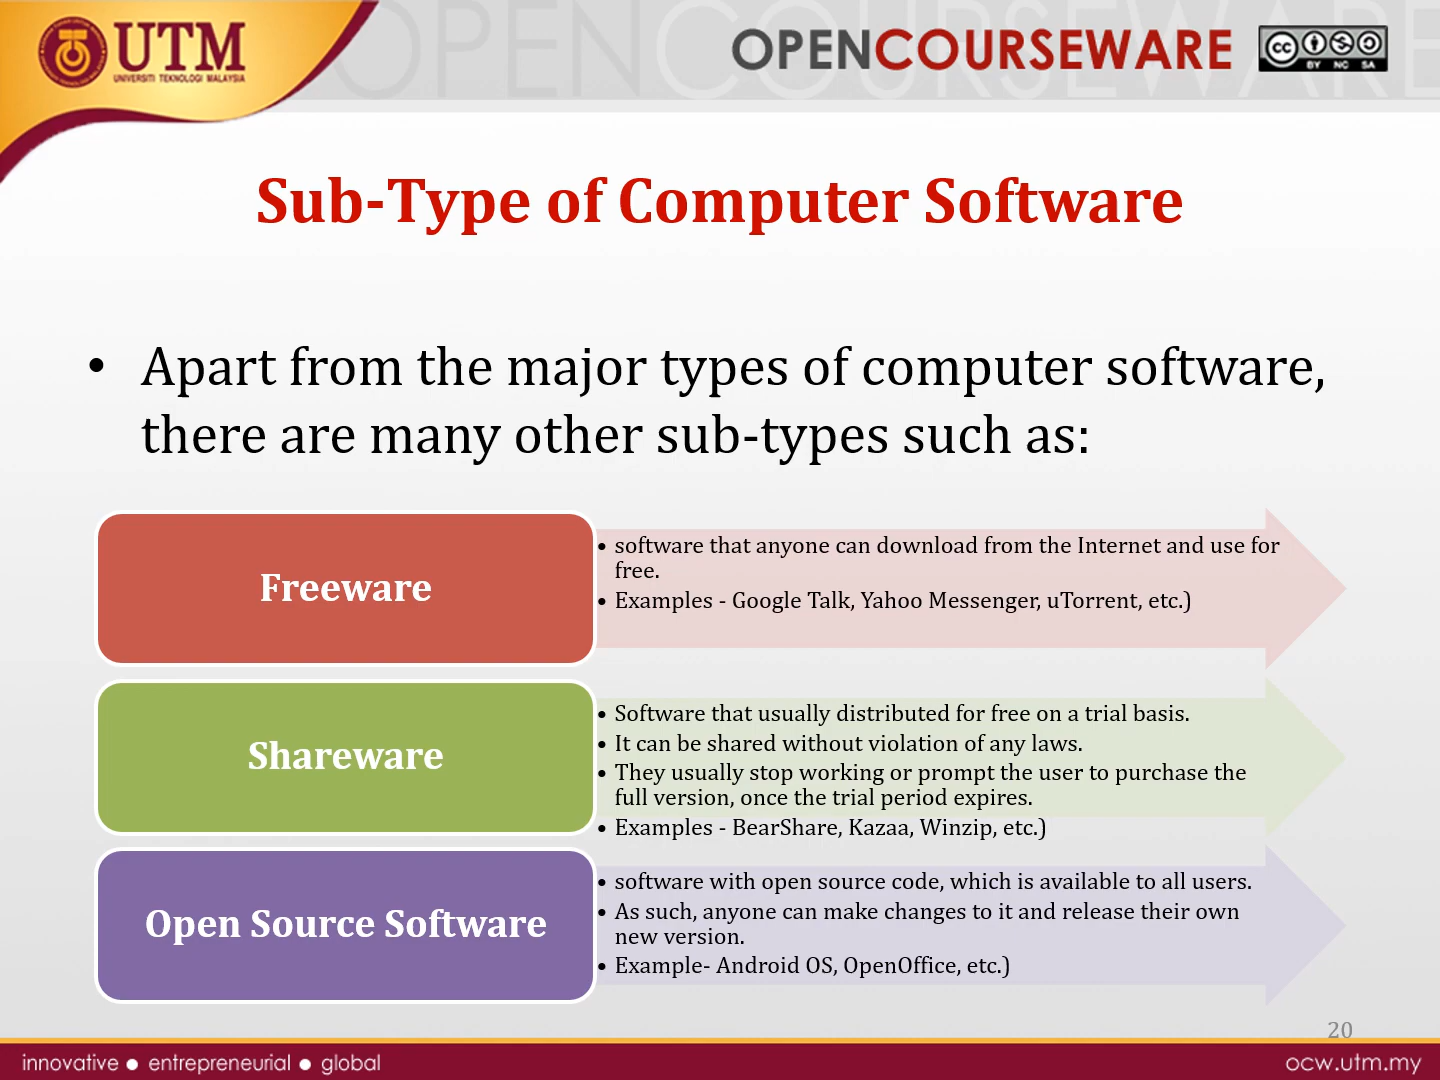 UTM
UNIVERSITI TEKNOLOGI MALAYSIA
OPENCOURSEWARE
OPENCOURSEWARE
cc
BY NC SA
Sub-Type of Computer Software
• Apart from the major types of computer software,
there are many other sub-types such as:
Freeware
• software that anyone can download from the Internet and use for
free.
• Examples - Google Talk, Yahoo Messenger, uTorrent, etc.)
Shareware
• Software that usually distributed for free on a trial basis.
• It can be shared without violation of any laws.
• They usually stop working or prompt the user to purchase the
full version, once the trial period expires.
• Examples - BearShare, Kazaa, Winzip, etc.)
Open Source Software
• software with open source code, which is available to all users.
• As such, anyone can make changes to it and release their own
new version.
• Example- Android OS, OpenOffice, etc.)
20
innovative ● entrepreneurial ● global
ocw.utm.my